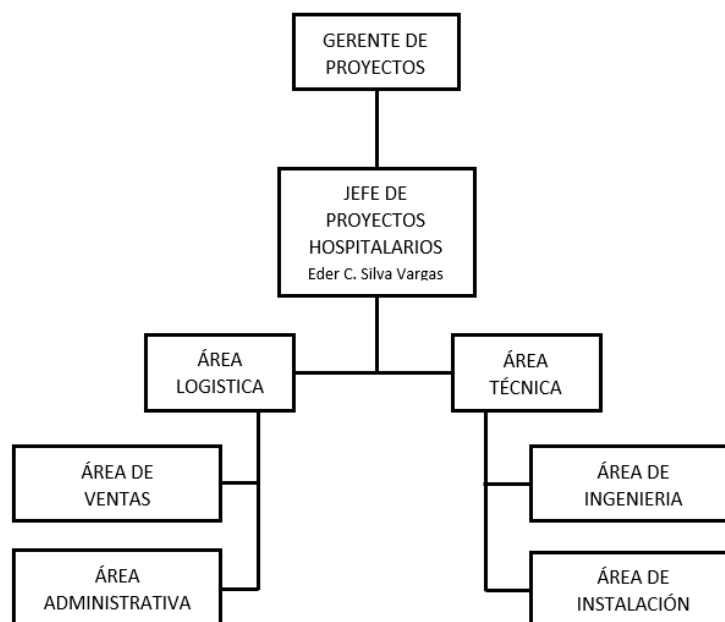 GERENTE DE
PROYECTOS
JEFE DE
PROYECTOS
HOSPITALARIOS
Eder C. Silva Vargas
ÁREA
LOGISTICA
ÁREA
TÉCNICA
ÁREA DE
VENTAS
ÁREA DE
INGENIERIA
ÁREA
ADMINISTRATIVA
ÁREA DE
INSTALACIÓN